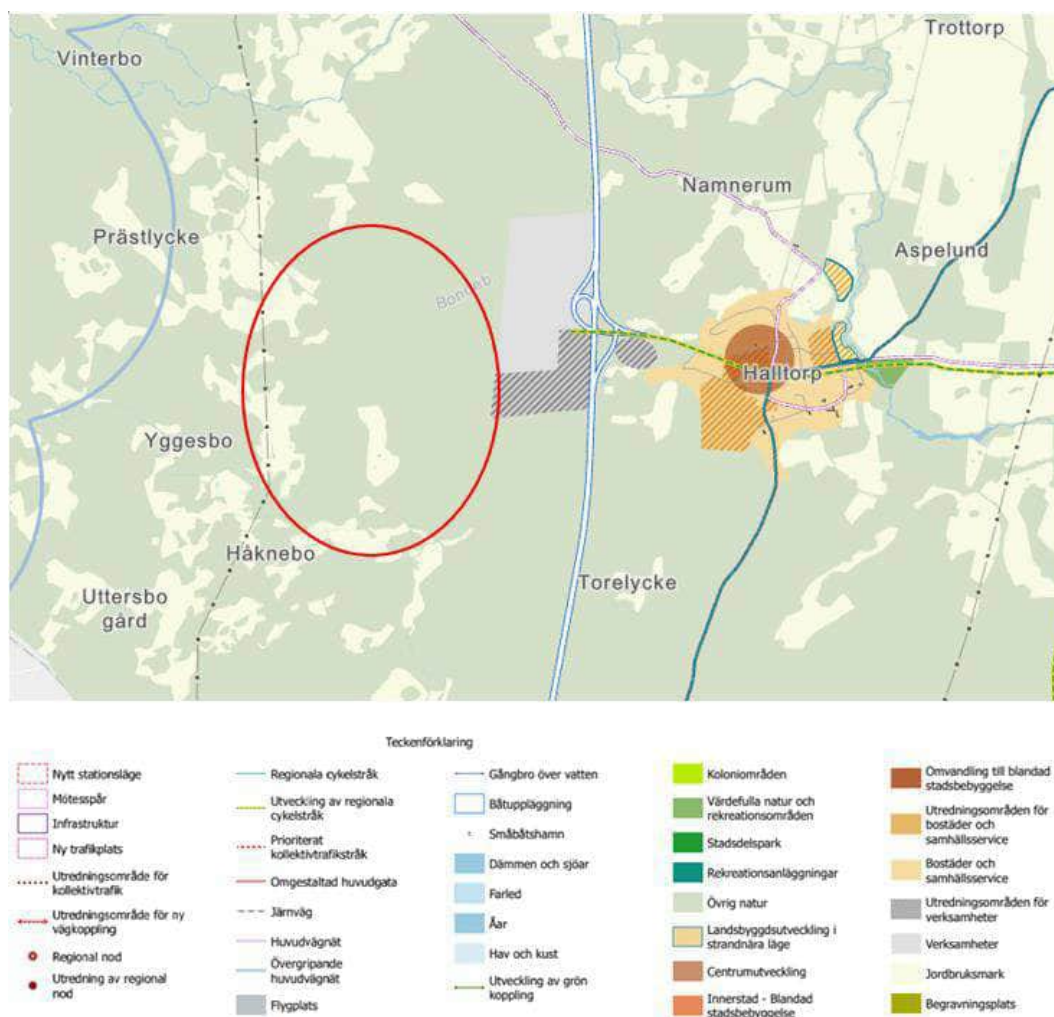 Trottorp
Vinterbo
Namnerum
Prästlycke
Aspelund
Halltorp
Yggesbo
Håknebo
Torelycke
Uttersbo
gård
Teckenförklaring
Nytt stationsläge
Mötesspår
Infrastruktur
Ny trafikplats
Utredningsområde för
kollektivtrafik
Utredningsområde för ny
vägkoppling
Regional nod
Utredning av regional
nod
Regionala cykelstråk
Utveckling av regionala
cykelstråk
Prioriterat
kollektivtrafikstråk
Omgestaltad huvudgata
Järnväg
Huvudvägnät
Övergripande
huvudvägnät
Flygplats
Gångbro över vatten
Båtuppläggning
Småbåtshamn
Dämmen och sjöar
Farled
Åar
Hav och kust
Utveckling av grön
koppling
Koloniområden
Värdefulla natur och
rekreationsområden
Stadsdelspark
Rekreationsanläggningar
Övrig natur
Landsbyggdsutveckling i
strandnära läge
Centrumutveckling
Innerstad - Blandad
stadsbebyggelse
Omvandling till blandad
stadsbebyggelse
Utredningsområden för
bostäder och
samhällsservice
Bostäder och
samhällsservice
Utredningsområden för
verksamheter
Verksamheter
Jordbruksmark
Begravningsplats